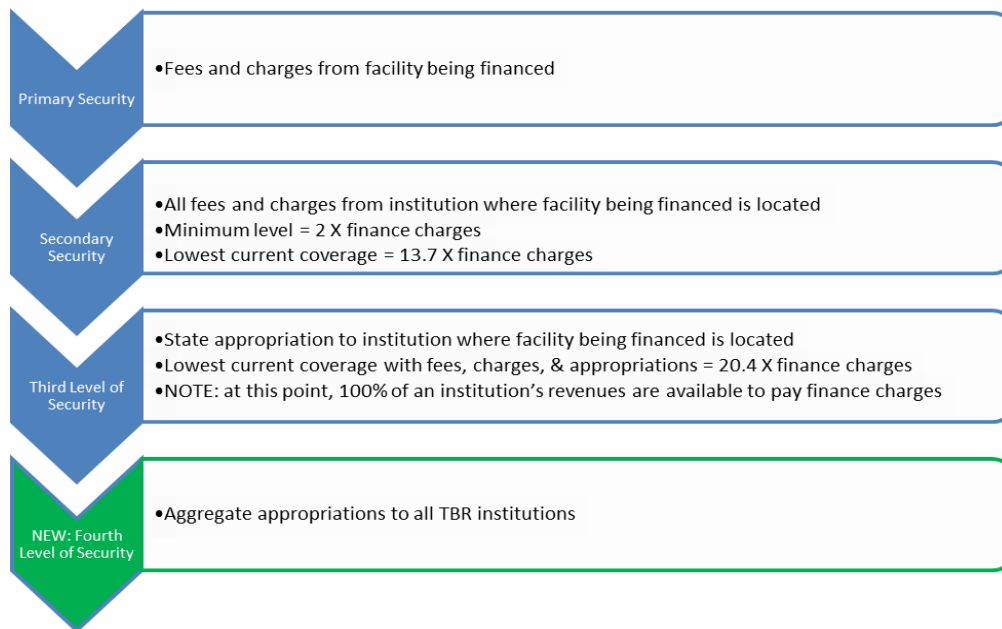 Primary Security
•Fees and charges from facility being financed
Secondary
Security
•All fees and charges from institution where facility being financed is located
•Minimum level = 2 X finance charges
•Lowest current coverage = 13.7 X finance charges
Third Level of
Security
•State appropriation to institution where facility being financed is located
•Lowest current coverage with fees, charges, & appropriations = 20.4 X finance charges
•NOTE: at this point, 100% of an institution’s revenues are available to pay finance charges
NEW: Fourth
Level of Security
•Aggregate appropriations to all TBR institutions